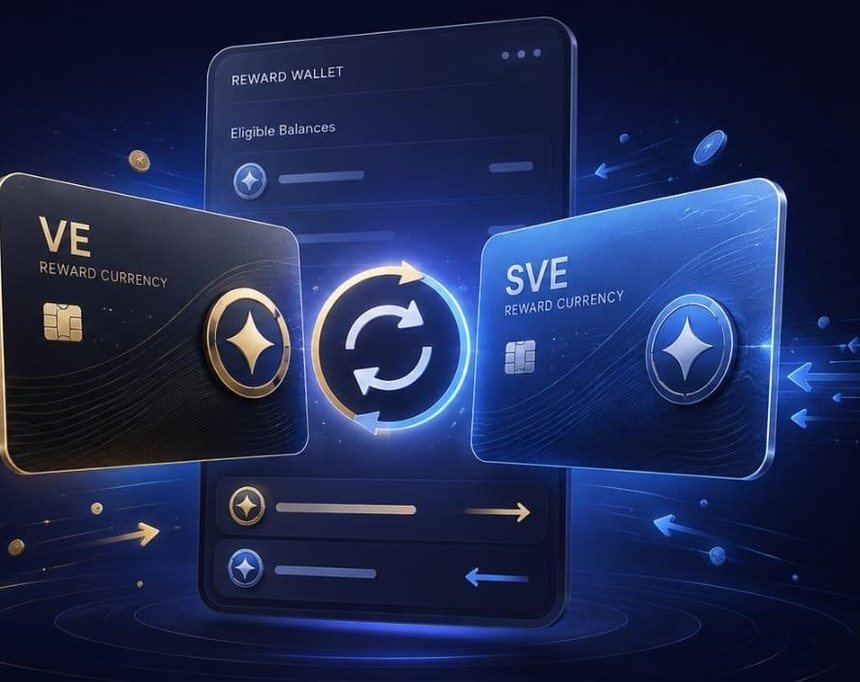 REWARD WALLET
Eligible Balances
VE
REWARD CURRENCY
SVE
REWARD CURRENCY